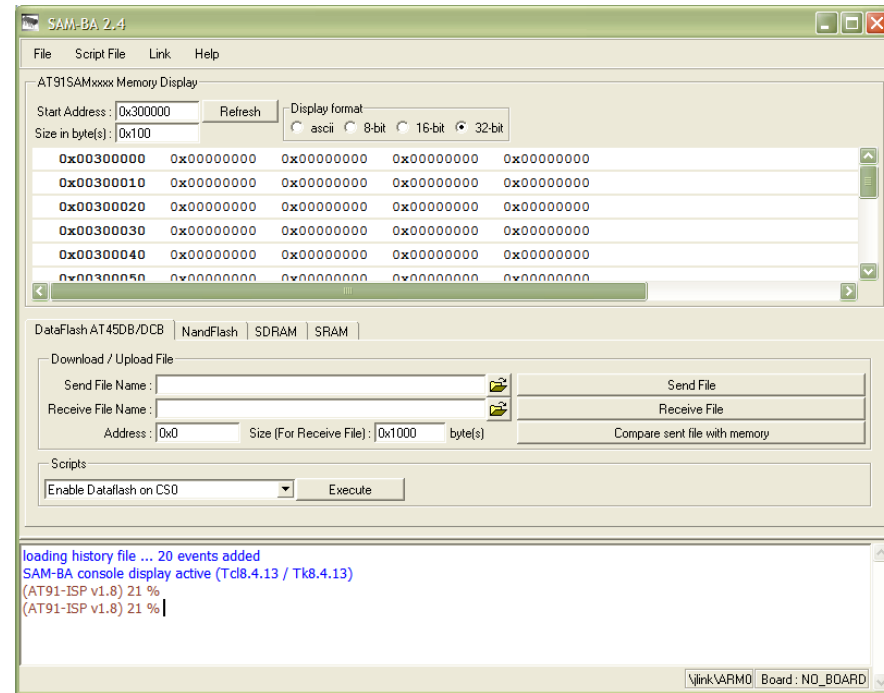 SAM-BA 2.4
File Script File Link Help
AT91SAMxxxx Memory Display
Start Address : 0x300000 Refresh Display format
Size in byte(s) : 0x100 ascii 8-bit 16-bit 32-bit
0x00300000 0x00000000 0x00000000 0x00000000 0x00000000
0x00300010 0x00000000 0x00000000 0x00000000 0x00000000
0x00300020 0x00000000 0x00000000 0x00000000 0x00000000
0x00300030 0x00000000 0x00000000 0x00000000 0x00000000
0x00300040 0x00000000 0x00000000 0x00000000 0x00000000
0x00300050 0x00000000 0x00000000 0x00000000 0x00000000
DataFlash AT45DB/DCB NandFlash SDRAM SRAM
Download / Upload File
Send File Name : Send File
Receive File Name : Receive File
Address : 0x0 Size (For Receive File) : 0x1000 byte(s) Compare sent file with memory
Scripts
Enable Dataflash on CS0 Execute
loading history file ... 20 events added
SAM-BA console display active (Tcl8.4.13 / Tk8.4.13)
(AT91-ISP v1.8) 21 %
(AT91-ISP v1.8) 21 %
\jlink\ARM0 Board : NO_BOARD